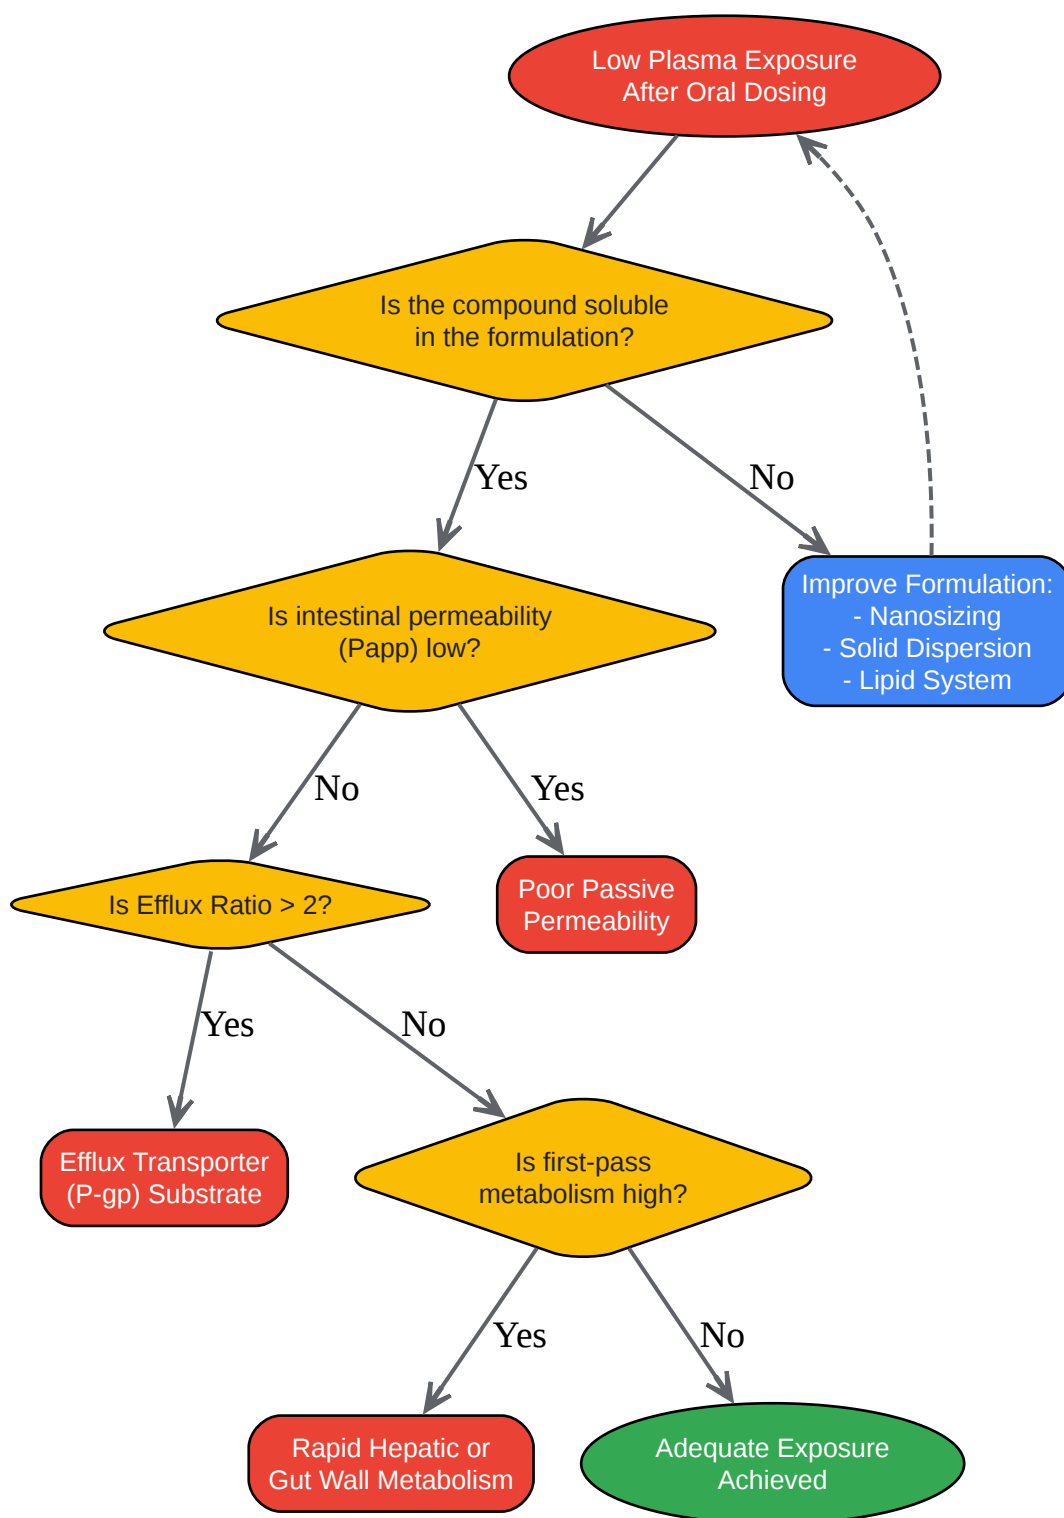 Low Plasma Exposure
After Oral Dosing
Is the compound soluble
in the formulation?
Yes
No
Is intestinal permeability
(Papp) low?
Improve Formulation:
- Nanosizing
- Solid Dispersion
- Lipid System
No
Yes
Is Efflux Ratio > 2?
Poor Passive
Permeability
Yes
No
Efflux Transporter
(P-gp) Substrate
Is first-pass
metabolism high?
Yes
No
Rapid Hepatic or
Gut Wall Metabolism
Adequate Exposure
Achieved